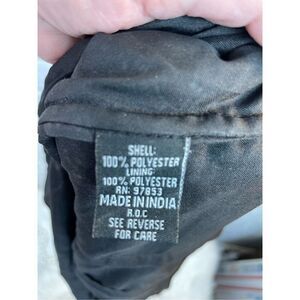 SHELL:
100% POLYESTER
LINING:
100% POLYESTER
RN: 97853
MADE IN INDIA
R.O.C
SEE REVERSE
FOR CARE